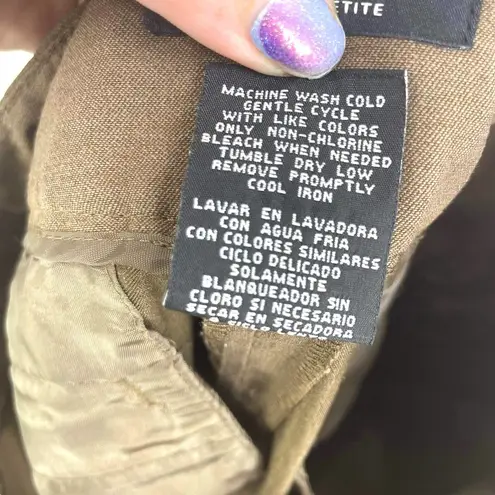 PETITE
MACHINE WASH COLD
GENTLE CYCLE
WITH LIKE COLORS
ONLY NON-CHLORINE
BLEACH WHEN NEEDED
TUMBLE DRY LOW
REMOVE PROMPTLY
COOL IRON
LAVAR EN LAVADORA
CON AGUA FRIA
CON COLORES SIMILARES
CICLO DELICADO
SOLAMENTE
BLANQUEADOR SIN
CLORO SI NECESARIO
SECAR EN SECADORA